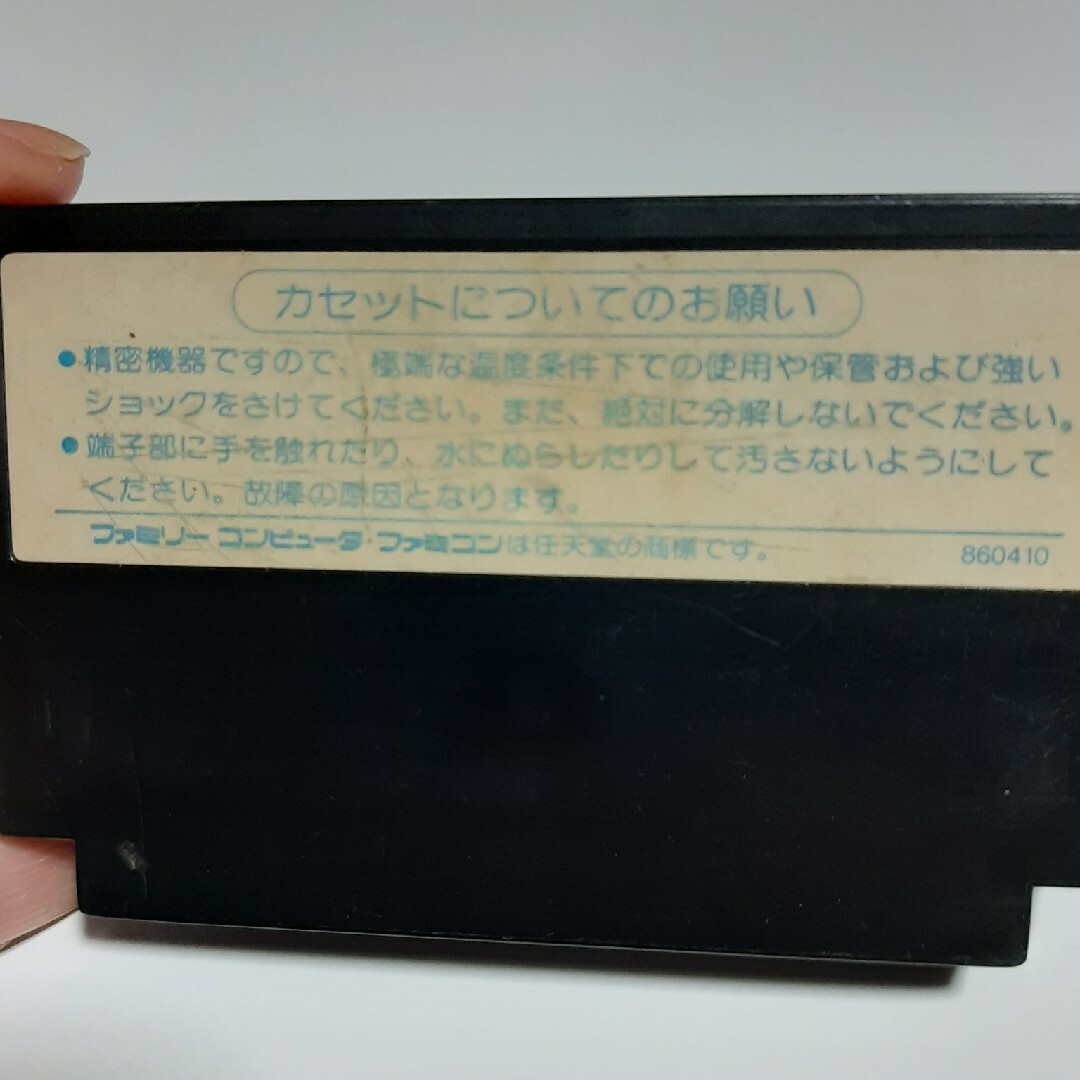 カセットについてのお願い
●精密機器ですので、極端な温度条件下での使用や保管および強い
ショックをさけてください。また、絶対に分解しないでください。
●端子部に手を触れたり、水にぬらしたりして汚さないようにして
ください。故障の原因となります。
ファミリーコンピュータ・ファミコンは任天堂の商標です。
860410